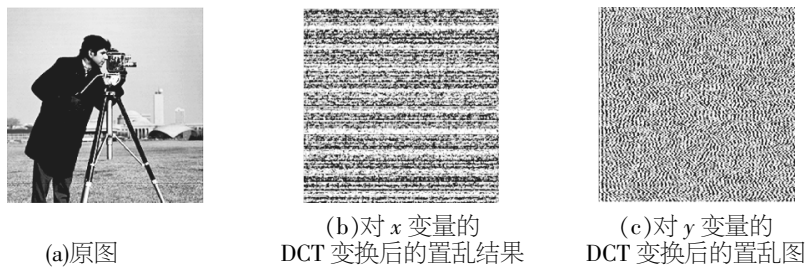 (a)原图
(b)对 x 变量的
DCT 变换后的置乱结果
(c)对 y 变量的
DCT 变换后的置乱图